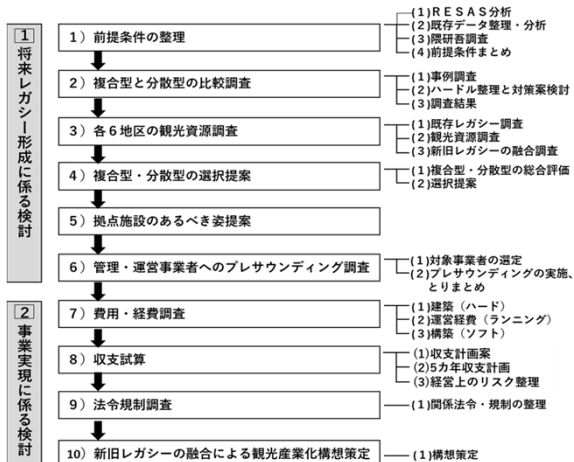 1
将来レガシー形成に係る検討
1）前提条件の整理
(1)RESAS分析
(2)既存データ整理・分析
(3)隈研吾調査
(4)前提条件まとめ
2）複合型と分散型の比較調査
(1)事例調査
(2)ハードル整理と対策案検討
(3)調査結果
3）各6地区の観光資源調査
(1)既存レガシー調査
(2)観光資源調査
(3)新旧レガシーの融合調査
4）複合型・分散型の選択提案
(1)複合型・分散型の総合評価
(2)選択提案
5）拠点施設のあるべき姿提案
6）管理・運営事業者へのプレサウンディング調査
(1)対象事業者の選定
(2)プレサウンディングの実施、
とりまとめ
2
事業実現に係る検討
7）費用・経費調査
(1)建築（ハード）
(2)運営経費（ランニング）
(3)構築（ソフト）
8）収支試算
(1)収支計画案
(2)5カ年収支計画
(3)経営上のリスク整理
9）法令規制調査
(1)関係法令・規制の整理
10）新旧レガシーの融合による観光産業化構想策定
(1)構想策定